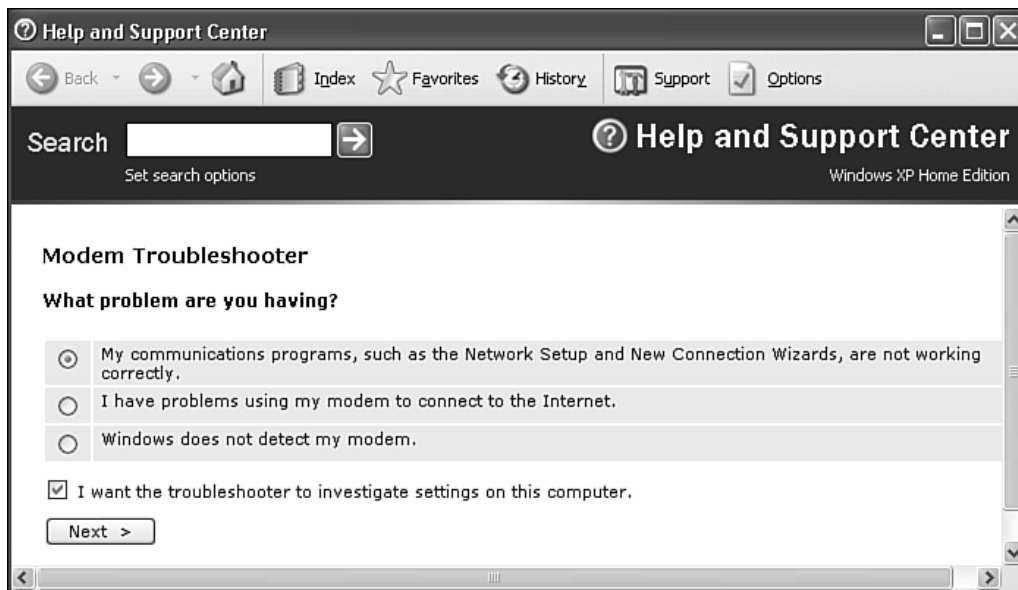 Help and Support Center
Back
Index
Favorites
History
Support
Options
Search
Help and Support Center
Set search options
Windows XP Home Edition
Modem Troubleshooter
What problem are you having?
My communications programs, such as the Network Setup and New Connection Wizards, are not working
correctly.
I have problems using my modem to connect to the Internet.
Windows does not detect my modem.
I want the troubleshooter to investigate settings on this computer.
Next >